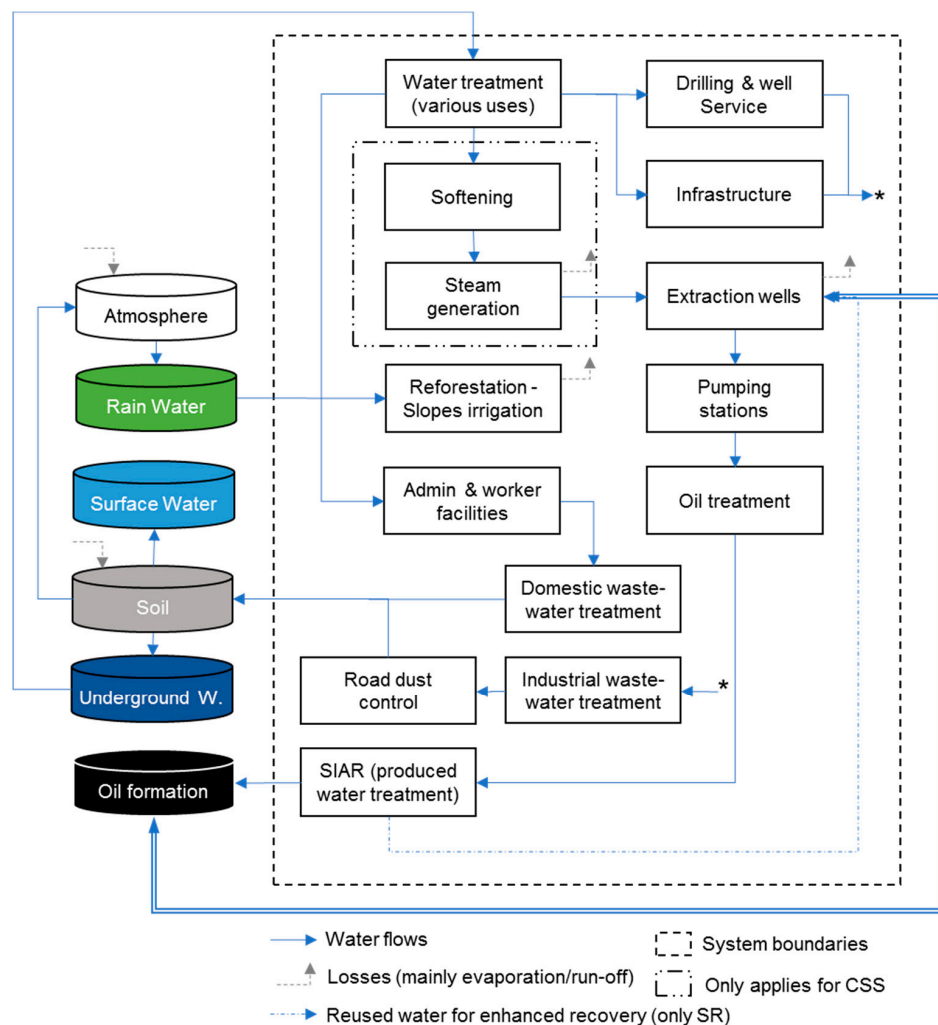 Water treatment
(various uses)
Drilling & well
Service
Softening
Infrastructure
*
Steam
generation
Extraction wells
Atmosphere
Rain Water
Reforestation -
Slopes irrigation
Pumping
stations
Surface Water
Admin & worker
facilities
Oil treatment
Soil
Domestic waste-
water treatment
Underground W.
Road dust
control
Industrial waste-
water treatment
*
Oil formation
SIAR (produced
water treatment)
Water flows
System boundaries
Losses (mainly evaporation/run-off)
Only applies for CSS
Reused water for enhanced recovery (only SR)